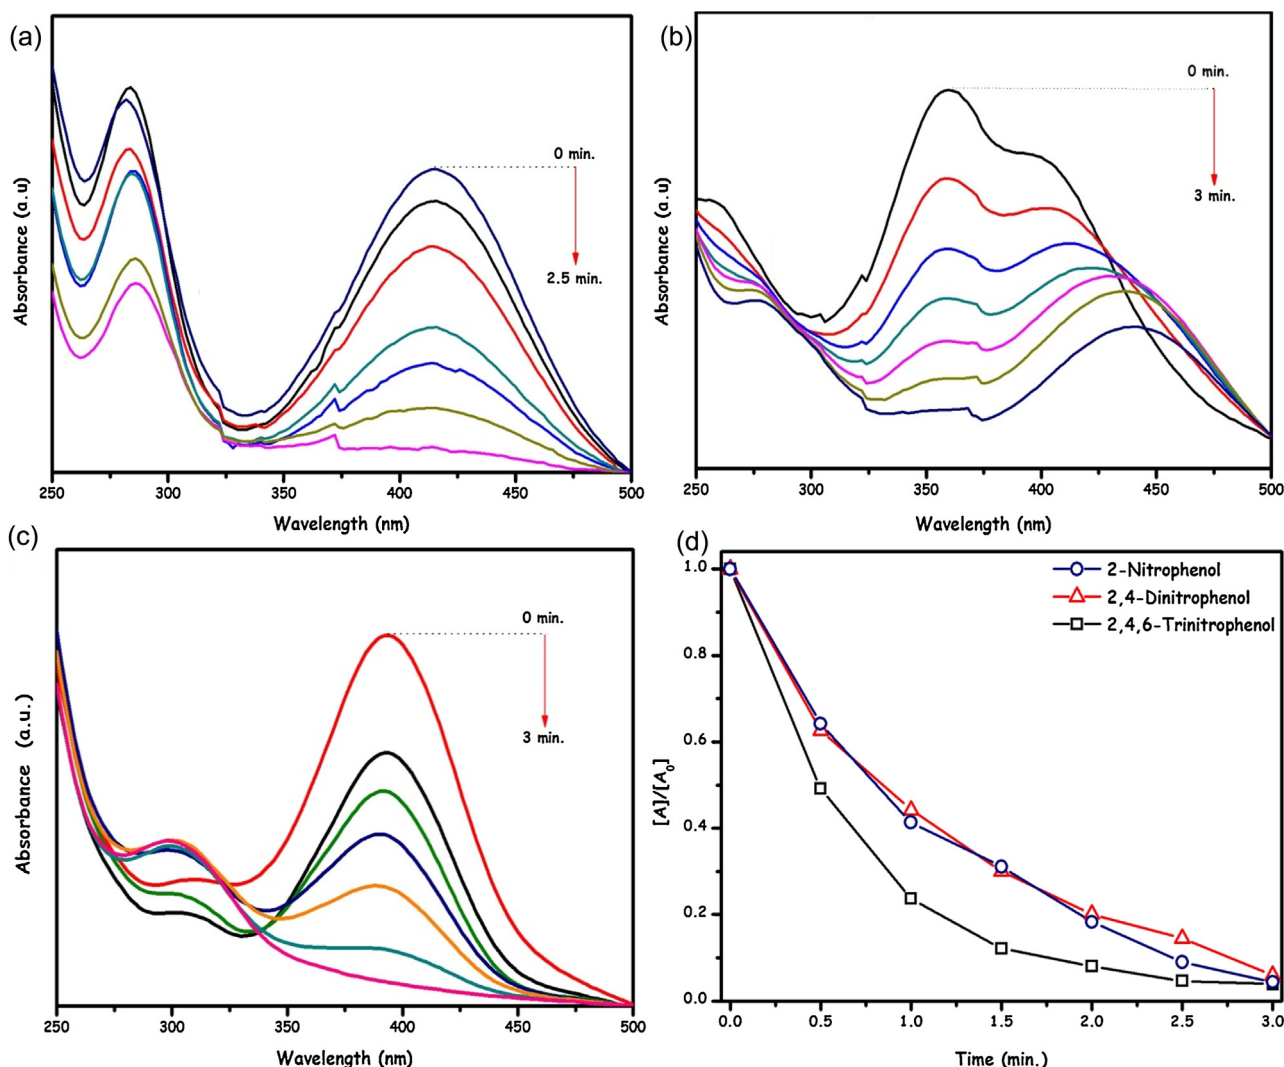 (a)
Absorbance (a.u)
0 min.
2.5 min.
250 300 350 400 450 500
Wavelength (nm)
(b)
Absorbance (a.u)
0 min.
3 min.
250 300 350 400 450 500
Wavelength (nm)
(c)
Absorbance (a.u.)
0 min.
3 min.
250 300 350 400 450 500
Wavelength (nm)
(d)
[A]/[A0]
1.0
0.8
0.6
0.4
0.2
0.0
2-Nitrophenol
2,4-Dinitrophenol
2,4,6-Trinitrophenol
0.0 0.5 1.0 1.5 2.0 2.5 3.0
Time (min.)